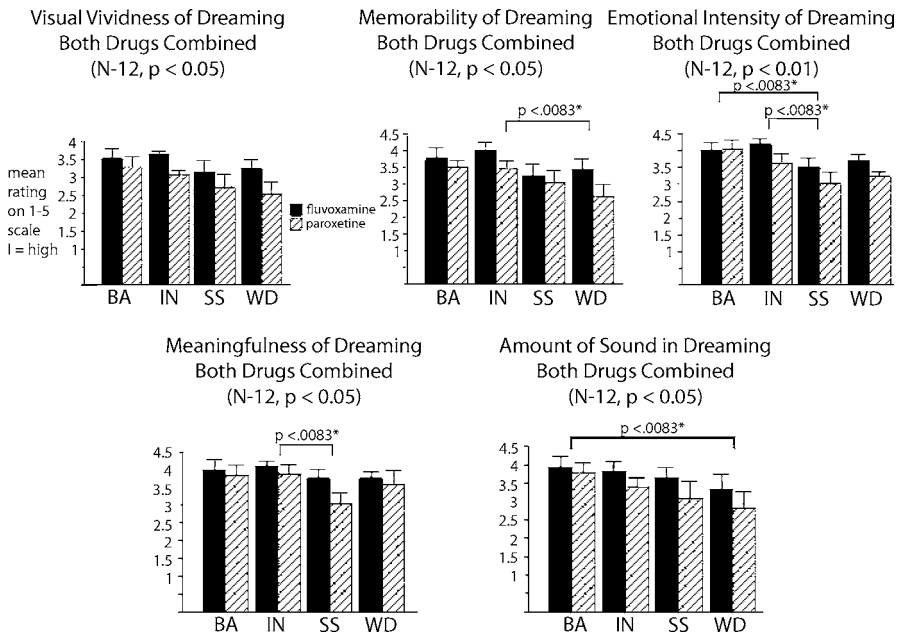 Visual Vividness of Dreaming
Both Drugs Combined
(N-12, p < 0.05)
mean
rating
on 1-5
scale
I = high
4
3.5
3
2.5
2
1.5
1
BA IN SS WD
fluvoxamine
paroxetine
Memorability of Dreaming
Both Drugs Combined
(N-12, p < 0.05)
p <.0083*
4.5
4
3.5
3
2.5
2
1.5
1
BA IN SS WD
Emotional Intensity of Dreaming
Both Drugs Combined
(N-12, p < 0.01)
p <.0083*
p <.0083*
4.5
4
3.5
3
2.5
2
1.5
1
BA IN SS WD
Meaningfulness of Dreaming
Both Drugs Combined
(N-12, p < 0.05)
p <.0083*
4.5
4
3.5
3
2.5
2
1.5
1
BA IN SS WD
Amount of Sound in Dreaming
Both Drugs Combined
(N-12, p < 0.05)
p <.0083*
4.5
4
3.5
3
2.5
2
1.5
1
BA IN SS WD